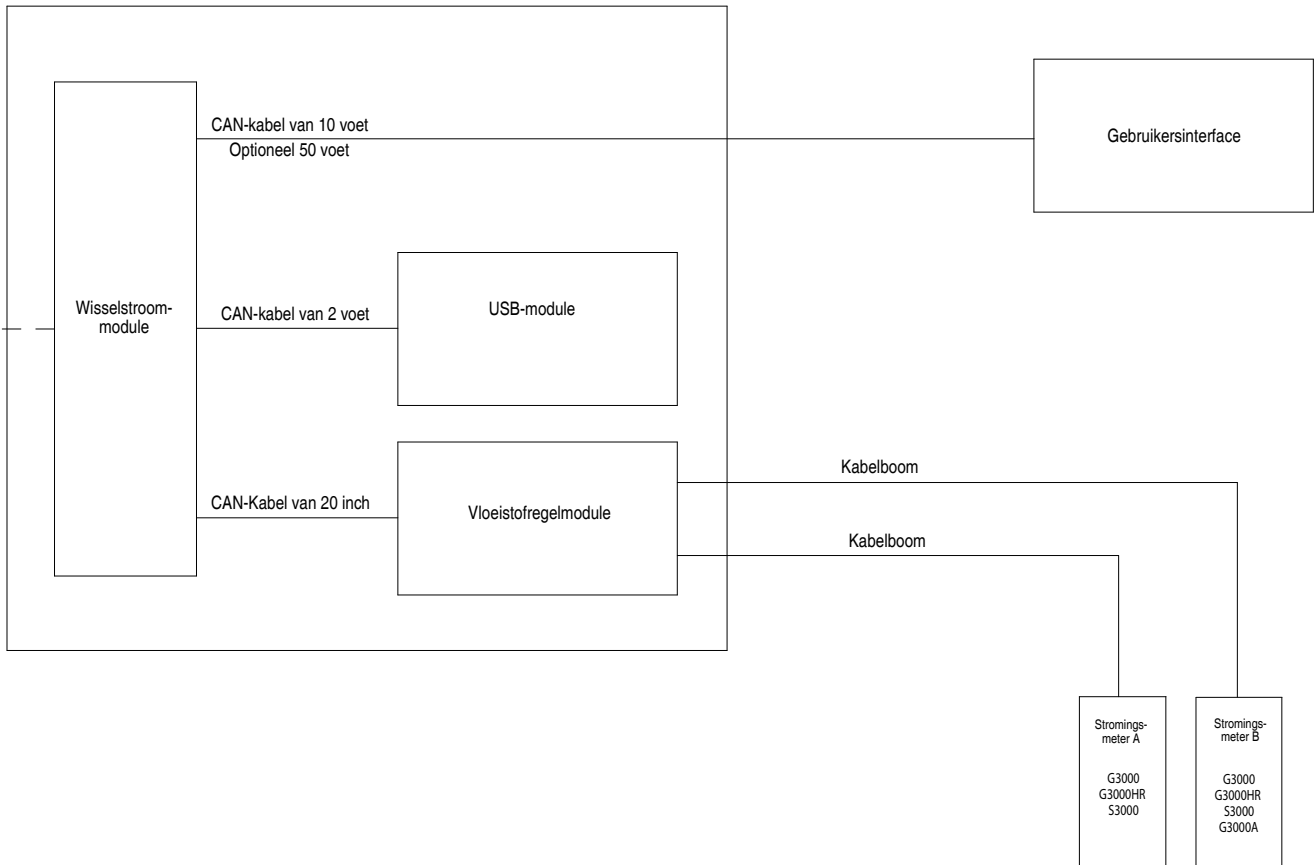 CAN-kabel van 10 voet
Optioneel 50 voet
Gebruikersinterface
Wisselstroom-
module
CAN-kabel van 2 voet
USB-module
CAN-Kabel van 20 inch
Vloeistofregelmodule
Kabelboom
Kabelboom
Stromings-
meter A
G3000
G3000HR
S3000
Stromings-
meter B
G3000
G3000HR
S3000
G3000A